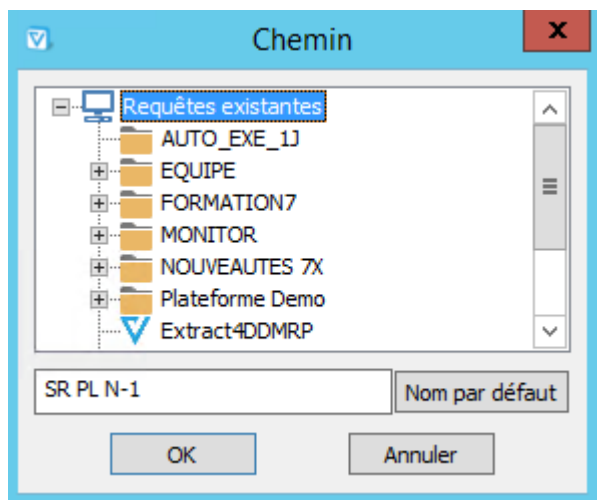 Chemin
x
Requêtes existantes
AUTO_EXE_1J
EQUIPE
FORMATION7
MONITOR
NOUVEAUTES 7X
Plateforme Demo
Extract4DDMRP
SR PL N-1
Nom par défaut
OK
Annuler